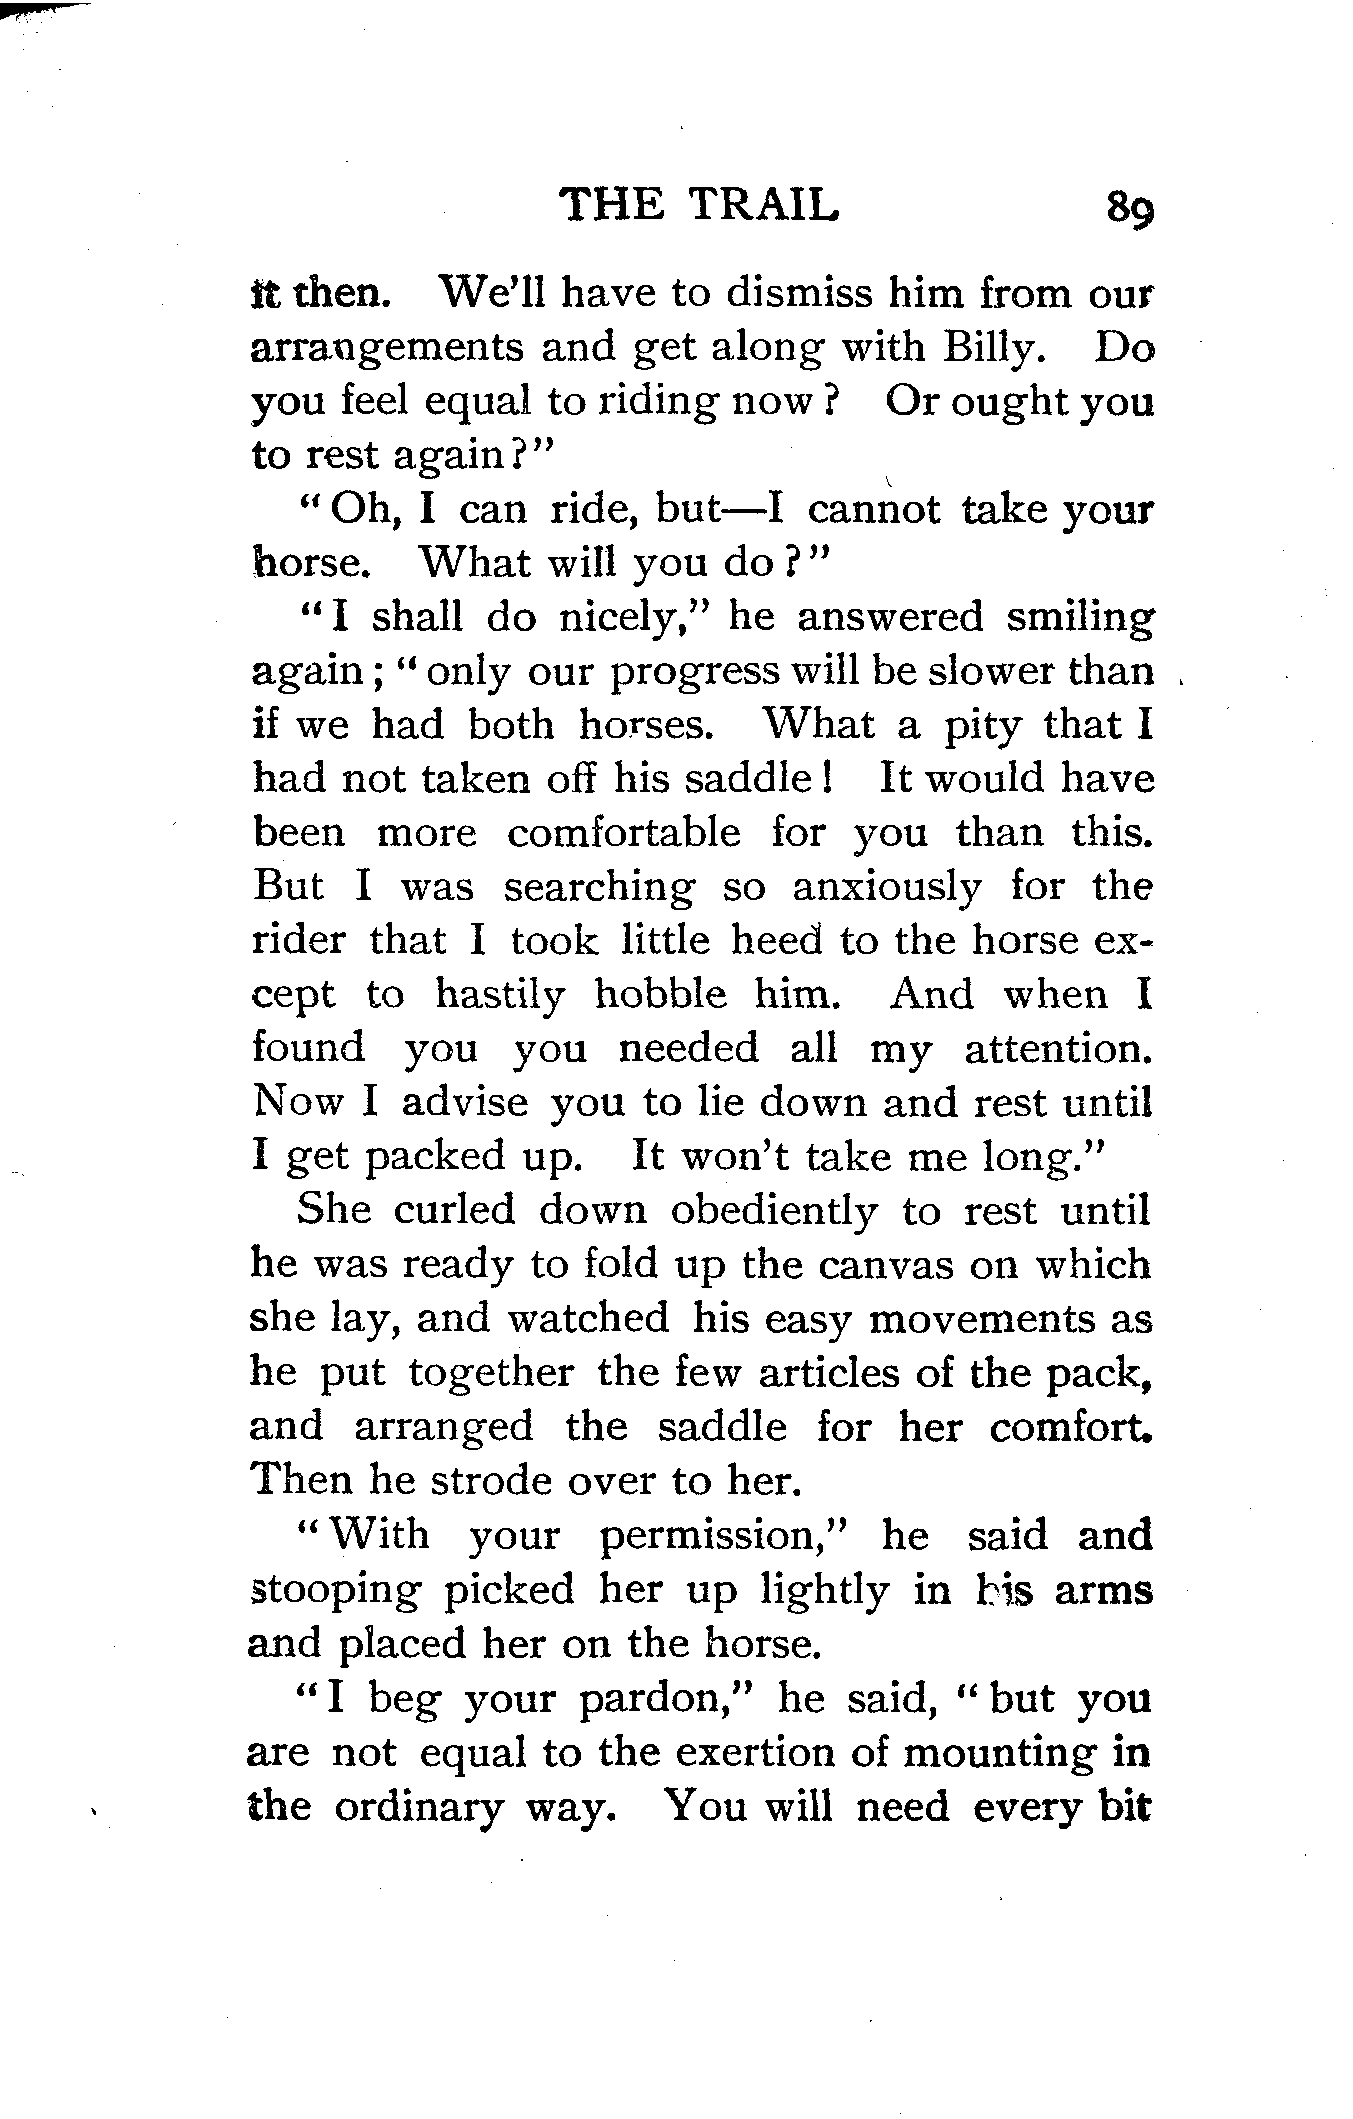 THE TRAIL 89
it then. We'll have to dismiss him from our
arrangements and get along with Billy. Do
you feel equal to riding now? Or ought you
to rest again?"
"Oh, I can ride, but—I cannot take your
horse. What will you do?"
"I shall do nicely," he answered smiling
again; "only our progress will be slower than
if we had both horses. What a pity that I
had not taken off his saddle! It would have
been more comfortable for you than this.
But I was searching so anxiously for the
rider that I took little heed to the horse ex-
cept to hastily hobble him. And when I
found you you needed all my attention.
Now I advise you to lie down and rest until
I get packed up. It won't take me long."
She curled down obediently to rest until
he was ready to fold up the canvas on which
she lay, and watched his easy movements as
he put together the few articles of the pack,
and arranged the saddle for her comfort.
Then he strode over to her.
"With your permission," he said and
stooping picked her up lightly in his arms
and placed her on the horse.
"I beg your pardon," he said, "but you
are not equal to the exertion of mounting in
the ordinary way. You will need every bit